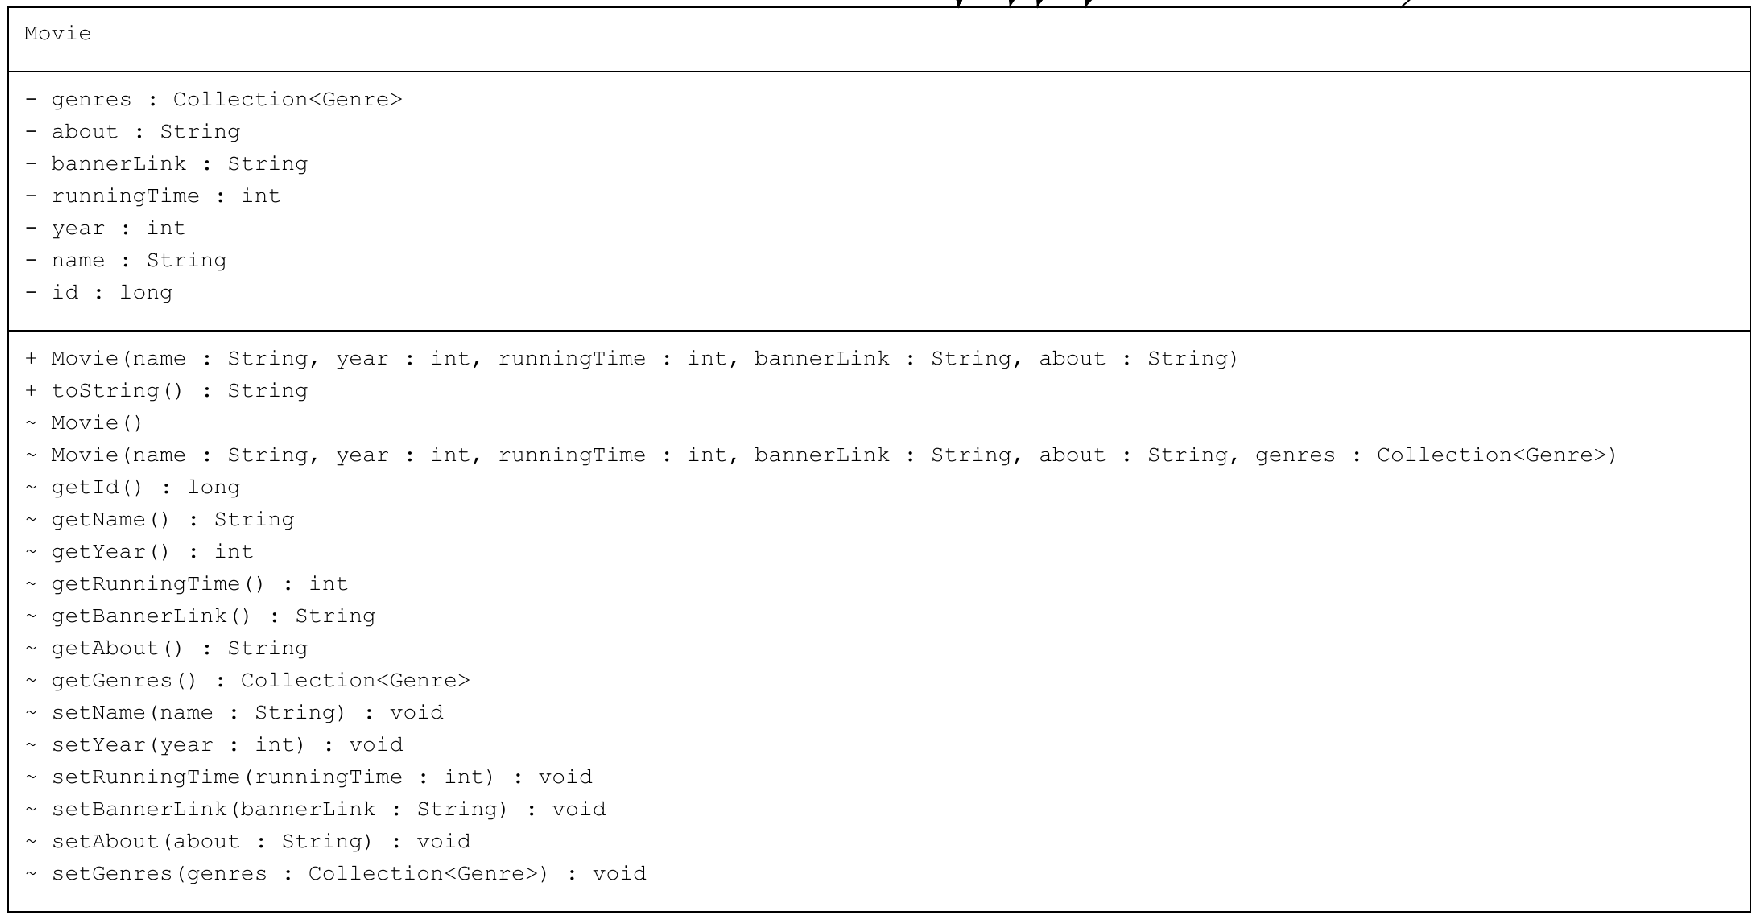 Movie
- genres : Collection<Genre>
- about : String
- bannerLink : String
- runningTime : int
- year : int
- name : String
- id : long
+ Movie(name : String, year : int, runningTime : int, bannerLink : String, about : String)
+ toString() : String
~ Movie()
~ Movie(name : String, year : int, runningTime : int, bannerLink : String, about : String, genres : Collection<Genre>)
~ getId() : long
~ getName() : String
~ getYear() : int
~ getRunningTime() : int
~ getBannerLink() : String
~ getAbout() : String
~ getGenres() : Collection<Genre>
~ setName(name : String) : void
~ setYear(year : int) : void
~ setRunningTime(runningTime : int) : void
~ setBannerLink(bannerLink : String) : void
~ setAbout(about : String) : void
~ setGenres(genres : Collection<Genre>) : void